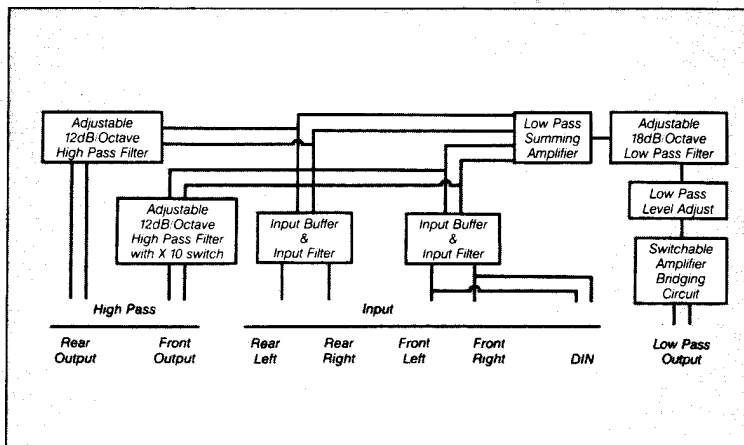 Adjustable
12dB/Octave
High Pass Filter
Low Pass
Summing
Amplifier
Adjustable
18dB/Octave
Low Pass Filter
Adjustable
12dB/Octave
High Pass Filter
with X 10 switch
Input Buffer
&
Input Filter
Input Buffer
&
Input Filter
Low Pass
Level Adjust
Switchable
Amplifier
Bridging
Circuit
High Pass
Input
Rear
Output
Front
Output
Rear
Left
Rear
Right
Front
Left
Front
Right
DIN
Low Pass
Output